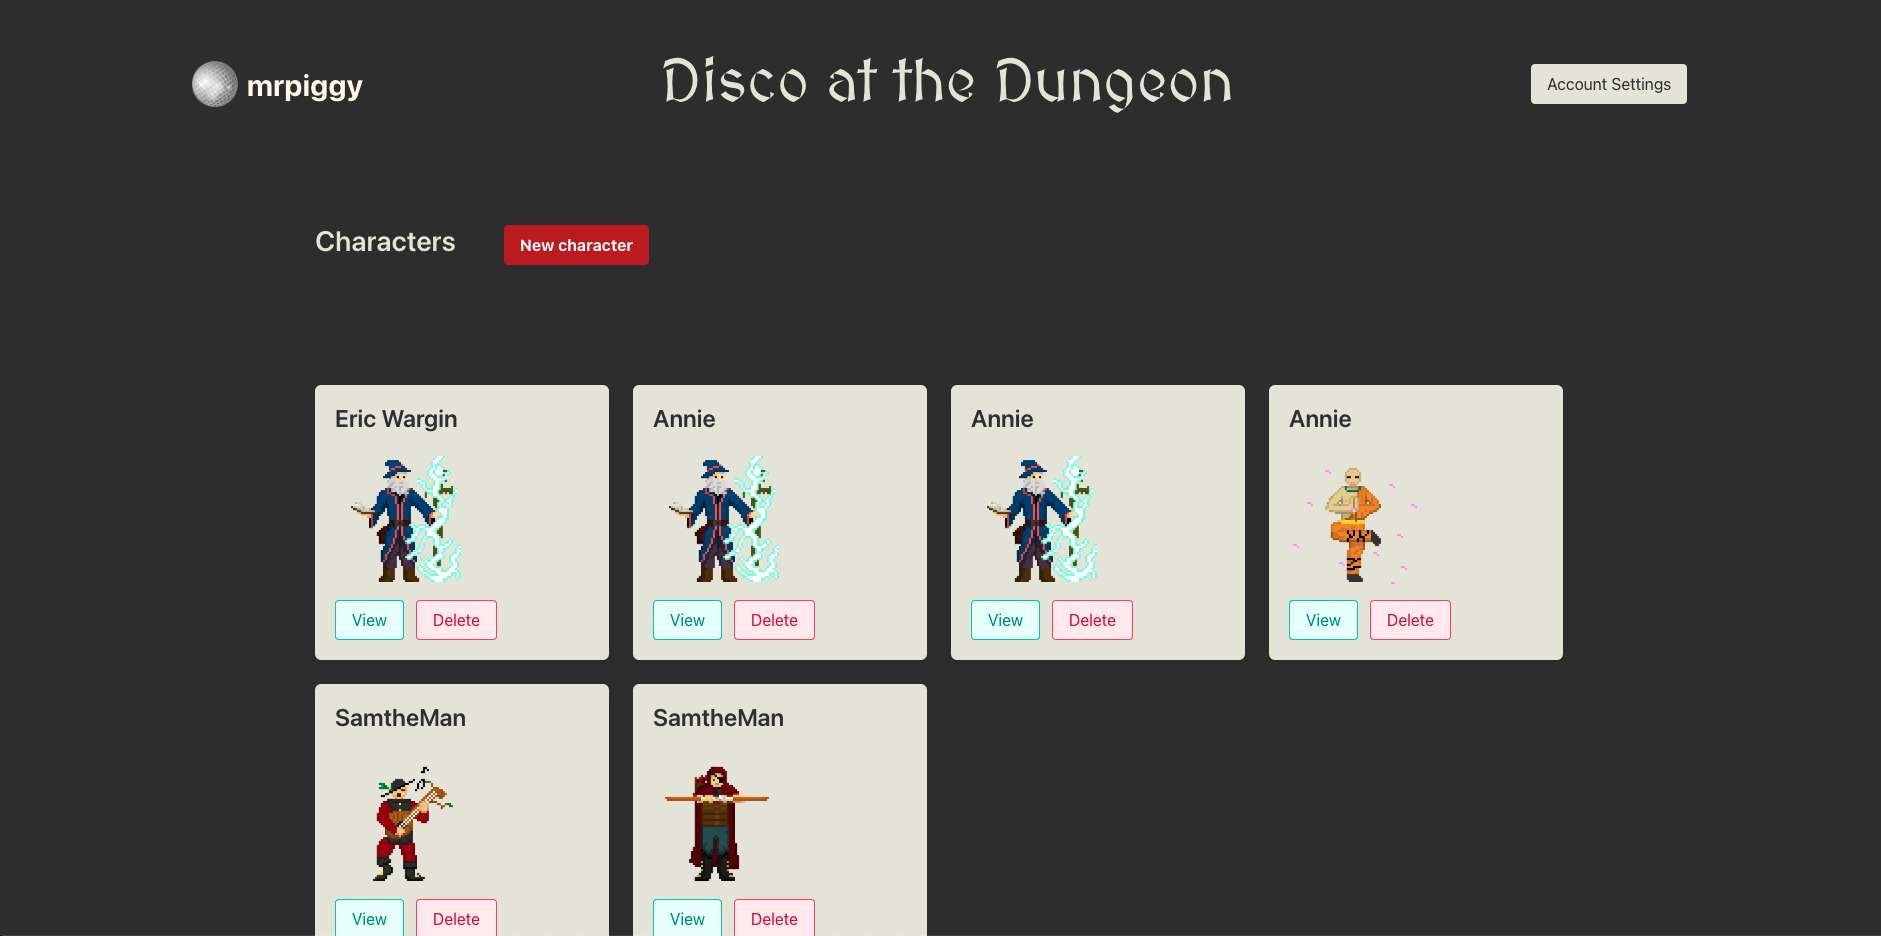 mrpiggy
Disco at the Dungeon
Account Settings
Characters
New character
Eric Wargin
Annie
Annie
Annie
View Delete
View Delete
View Delete
View Delete
SamtheMan
SamtheMan
View Delete
View Delete